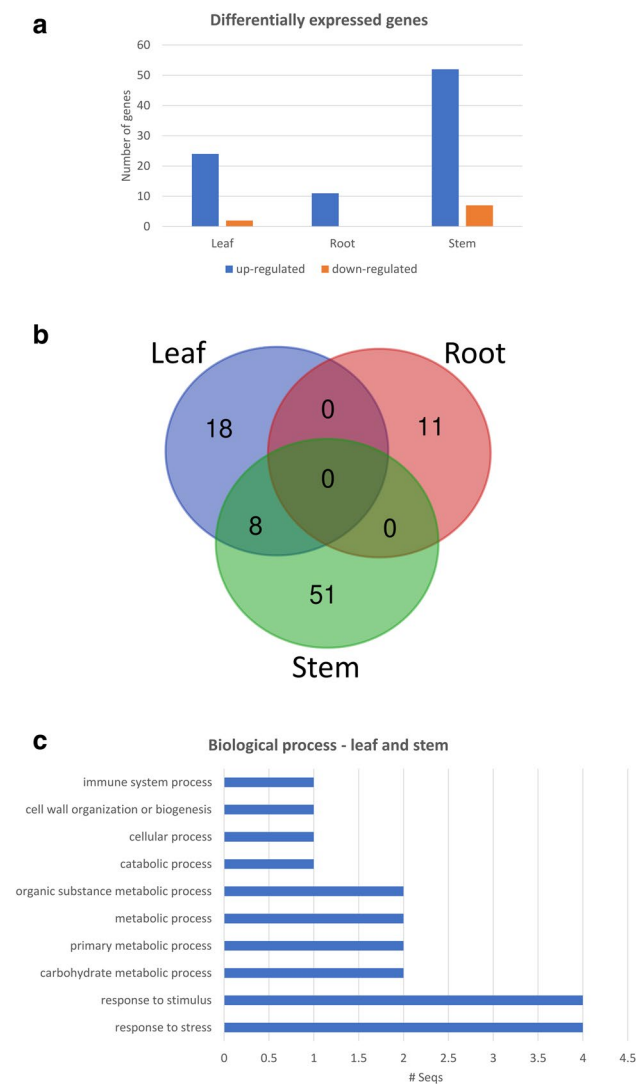 a
Differentially expressed genes
Number of genes
60
50
40
30
20
10
0
Leaf Root Stem
up-regulated down-regulated
b
Leaf Root
0
18 11
0
8 0
51
Stem
c
Biological process - leaf and stem
immune system process
cell wall organization or biogenesis
cellular process
catabolic process
organic substance metabolic process
metabolic process
primary metabolic process
carbohydrate metabolic process
response to stimulus
response to stress
0 0.5 1 1.5 2 2.5 3 3.5 4 4.5
# Seqs